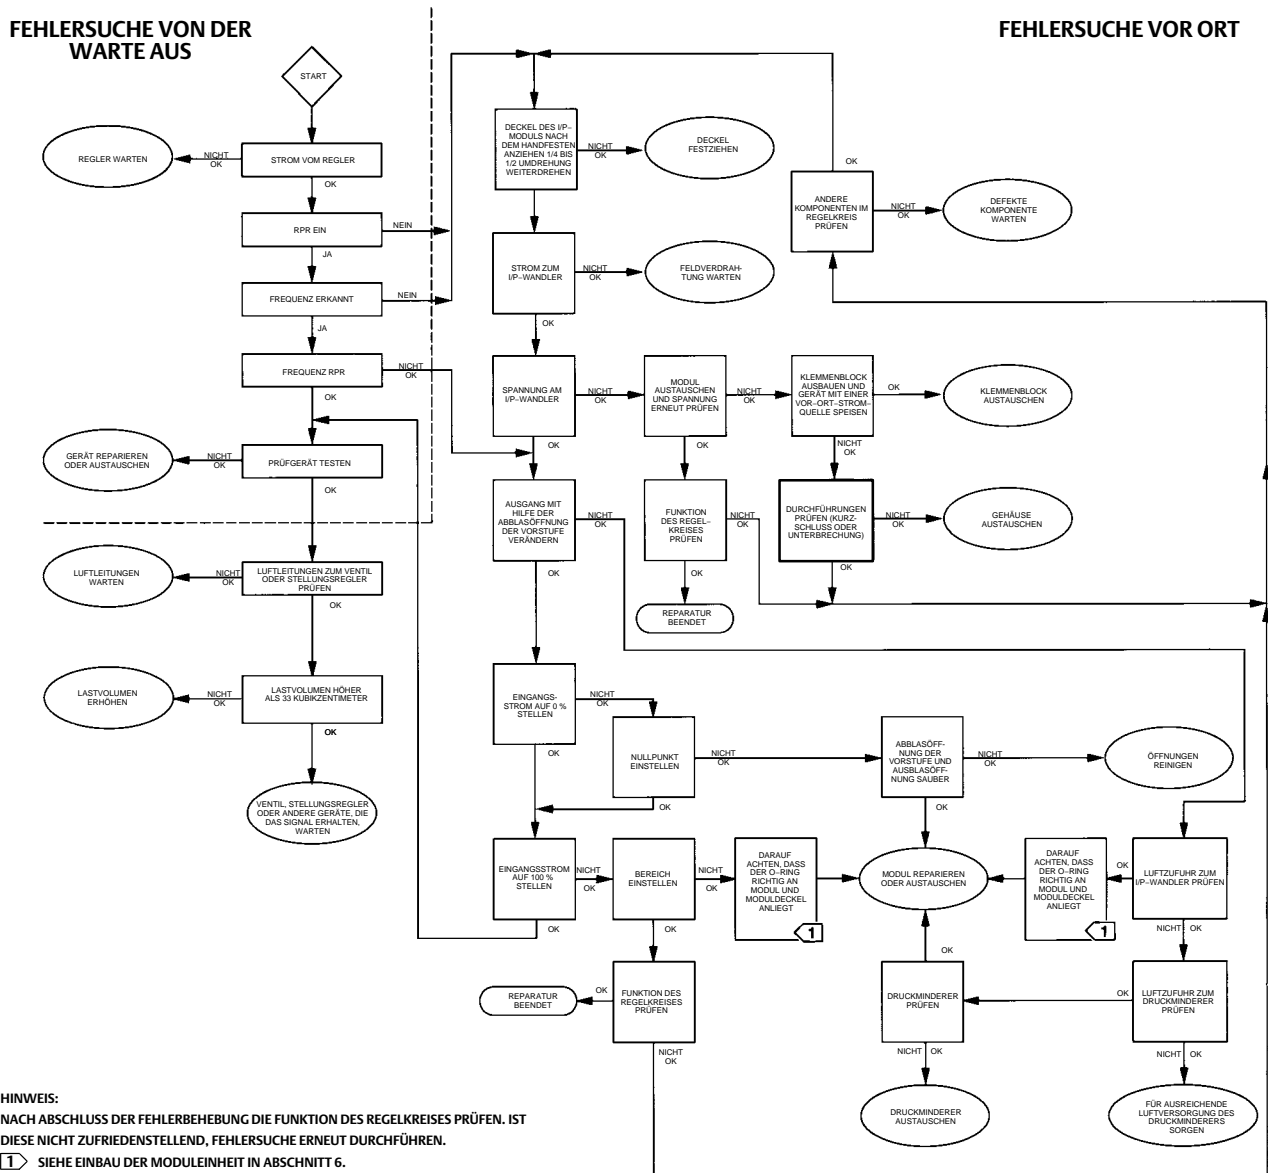 FEHLERSUCHE VON DER
WARTE AUS
FEHLERSUCHE VOR ORT
START
REGLER WARTEN
NICHT
OK
STROM VOM REGLER
OK
RPR EIN
NEIN
JA
FREQUENZ ERKANNT
NEIN
JA
FREQUENZ RPR
NICHT
OK
OK
GERÄT REPARIEREN
ODER AUSTAUSCHEN
NICHT
OK
PRÜFGERÄT TESTEN
OK
LUFTLEITUNGEN
WARTEN
NICHT
OK
LUFTLEITUNGEN ZUM VENTIL
ODER STELLUNGSREGLER
PRÜFEN
OK
LASTVOLUMEN
ERHÖHEN
NICHT
OK
LASTVOLUMEN HÖHER
ALS 33 KUBIKZENTIMETER
OK
VENTIL, STELLUNGSREGLER
ODER ANDERE GERÄTE, DIE
DAS SIGNAL ERHALTEN,
WARTEN
DECKEL DES I/P–
MODULS NACH
DEM HANDFESTEN
ANZIEHEN 1/4 BIS
1/2 UMDREHUNG
WEITERDREHEN
NICHT
OK
DECKEL
FESTZIEHEN
STROM ZUM
I/P–WANDLER
NICHT
OK
FELDVERDRAH-
TUNG WARTEN
OK
OK
ANDERE
KOMPONENTEN IM
REGELKREIS
PRÜFEN
NICHT
OK
DEFEKTE
KOMPONENTE
WARTEN
SPANNUNG AM
I/P–WANDLER
NICHT
OK
OK
MODUL
AUSTAUSCHEN
UND SPANNUNG
ERNEUT PRÜFEN
NICHT
OK
OK
KLEMMENBLOCK
AUSBAUEN UND
GERÄT MIT EINER
VOR–ORT–STROM–
QUELLE SPEISEN
OK
NICHT
OK
KLEMMENBLOCK
AUSTAUSCHEN
AUSGANG MIT
HILFE DER
ABBLASÖFFNUNG
DER VORSTUFE
VERÄNDERN
NICHT
OK
OK
FUNKTION
DES REGEL–
KREISES
PRÜFEN
NICHT
OK
OK
DURCHFÜHRUNGEN
PRÜFEN (KURZ-
SCHLUSS ODER
UNTERBRECHUNG)
NICHT
OK
OK
GEHÄUSE
AUSTAUSCHEN
REPARATUR
BEENDET
EINGANGS-
STROM AUF 0 %
STELLEN
NICHT
OK
OK
NULLPUNKT
EINSTELLEN
NICHT
OK
OK
ABBLASÖFF-
NUNG DER
VORSTUFE UND
AUSBLASÖFF-
NUNG SAUBER
NICHT
OK
OK
ÖFFNUNGEN
REINIGEN
EINGANGSSTROM
AUF 100 %
STELLEN
NICHT
OK
OK
BEREICH
EINSTELLEN
NICHT
OK
OK
DARAUF
ACHTEN, DASS
DER O–RING
RICHTIG AN
MODUL UND
MODULDECKEL
ANLIEGT
1
MODUL REPARIEREN
ODER AUSTAUSCHEN
DARAUF
ACHTEN, DASS
DER O–RING
RICHTIG AN
MODUL UND
MODULDECKEL
ANLIEGT
1
OK
LUFTZUFUHR ZUM
I/P–WANDLER PRÜFEN
NICHT OK
OK
REPARATUR
BEENDET
OK
FUNKTION DES
REGELKREISES
PRÜFEN
NICHT
OK
DRUCKMINDERER
PRÜFEN
NICHT OK
OK
LUFTZUFUHR ZUM
DRUCKMINDERER
PRÜFEN
NICHT OK
DRUCKMINDERER
AUSTAUSCHEN
FÜR AUSREICHENDE
LUFTVERSORGUNG DES
DRUCKMINDERERS
SORGEN
HINWEIS:
NACH ABSCHLUSS DER FEHLERBEHEBUNG DIE FUNKTION DES REGELKREISES PRÜFEN. IST
DIESE NICHT ZUFRIEDENSTELLEND, FEHLERSUCHE ERNEUT DURCHFÜHREN.
1 SIEHE EINBAU DER MODULEINHEIT IN ABSCHNITT 6.